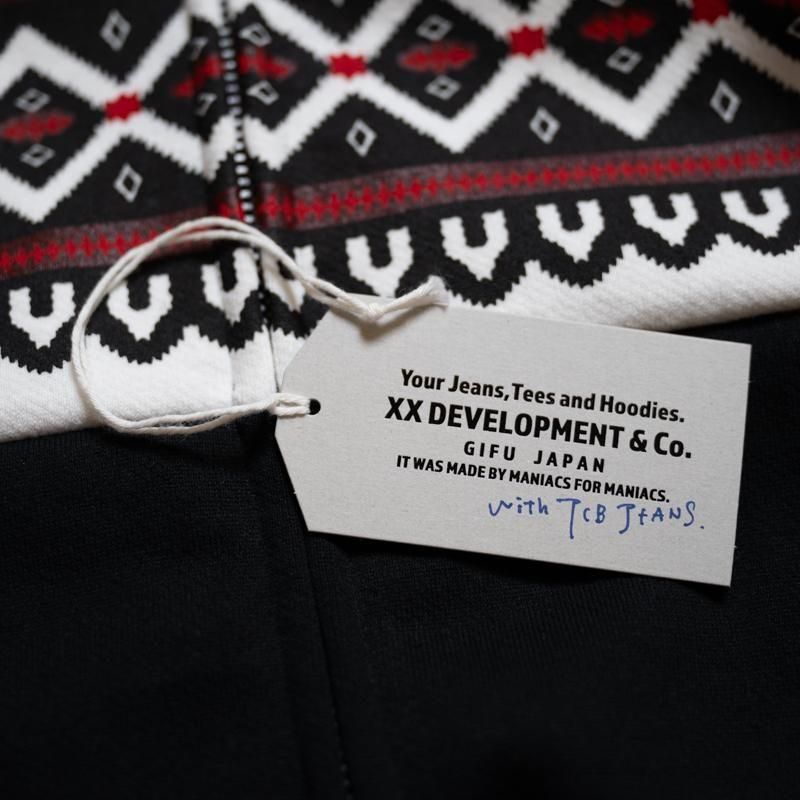 Your Jeans,Tees and Hoodies.
XX DEVELOPMENT & Co.
GIFU JAPAN
IT WAS MADE BY MANIACS FOR MANIACS.
with TCB JEANS.